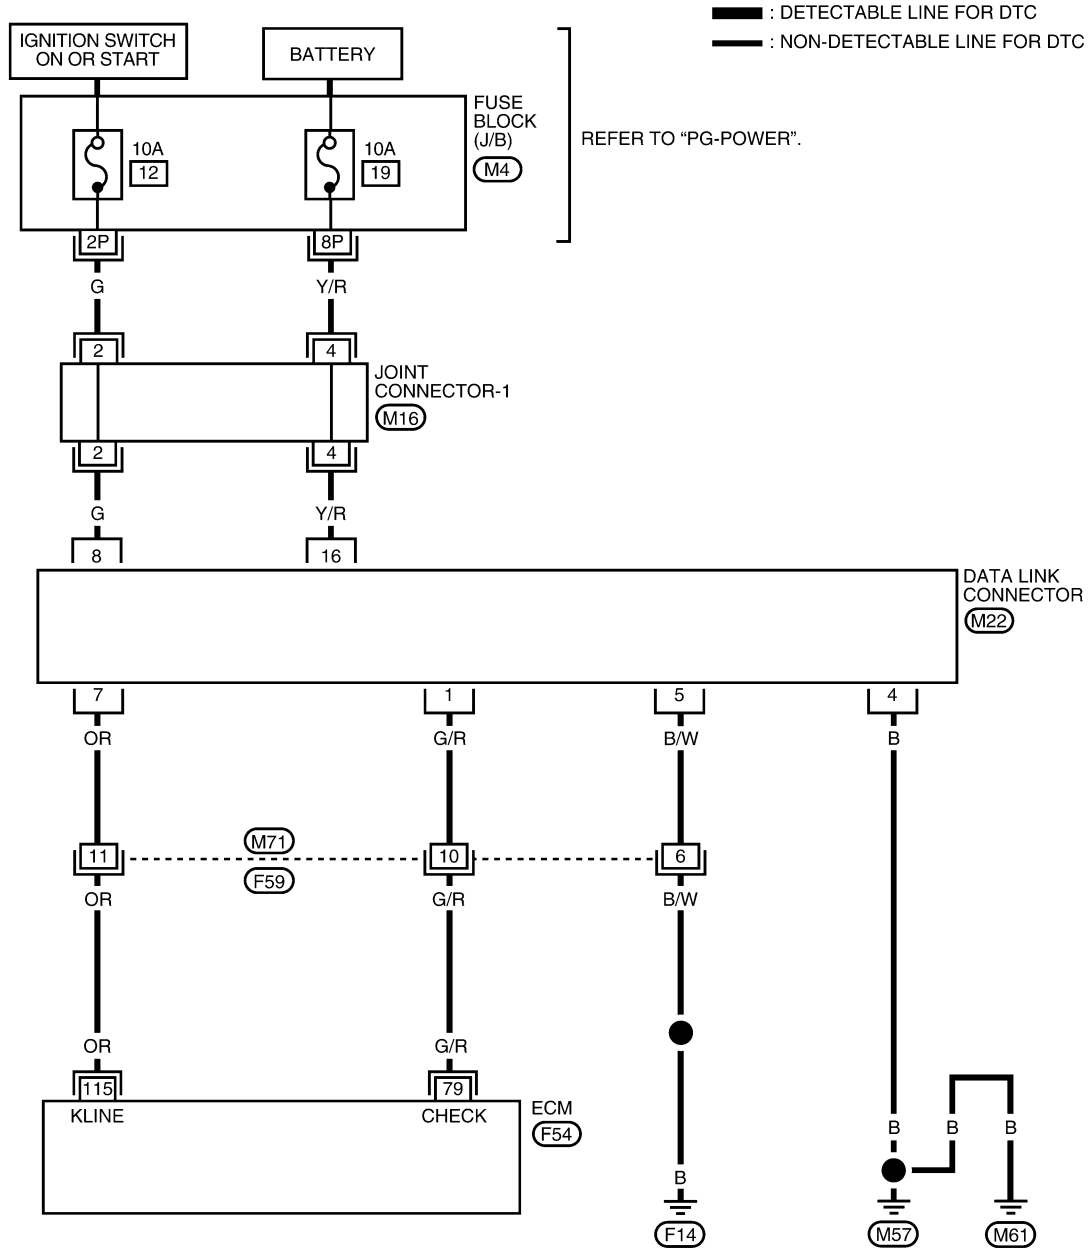 : DETECTABLE LINE FOR DTC
: NON-DETECTABLE LINE FOR DTC
IGNITION SWITCH
ON OR START
BATTERY
FUSE
BLOCK
(J/B)
M4
REFER TO “PG-POWER”.
10A
12
10A
19
2P
8P
G
Y/R
2
4
JOINT
CONNECTOR-1
M16
2
4
G
Y/R
8
16
DATA LINK
CONNECTOR
M22
7
1
5
4
OR
G/R
B/W
B
M71
11
10
6
F59
OR
G/R
B/W
OR
G/R
115
79
KLINE
CHECK
ECM
F54
B
B
B
B
F14
M57
M61